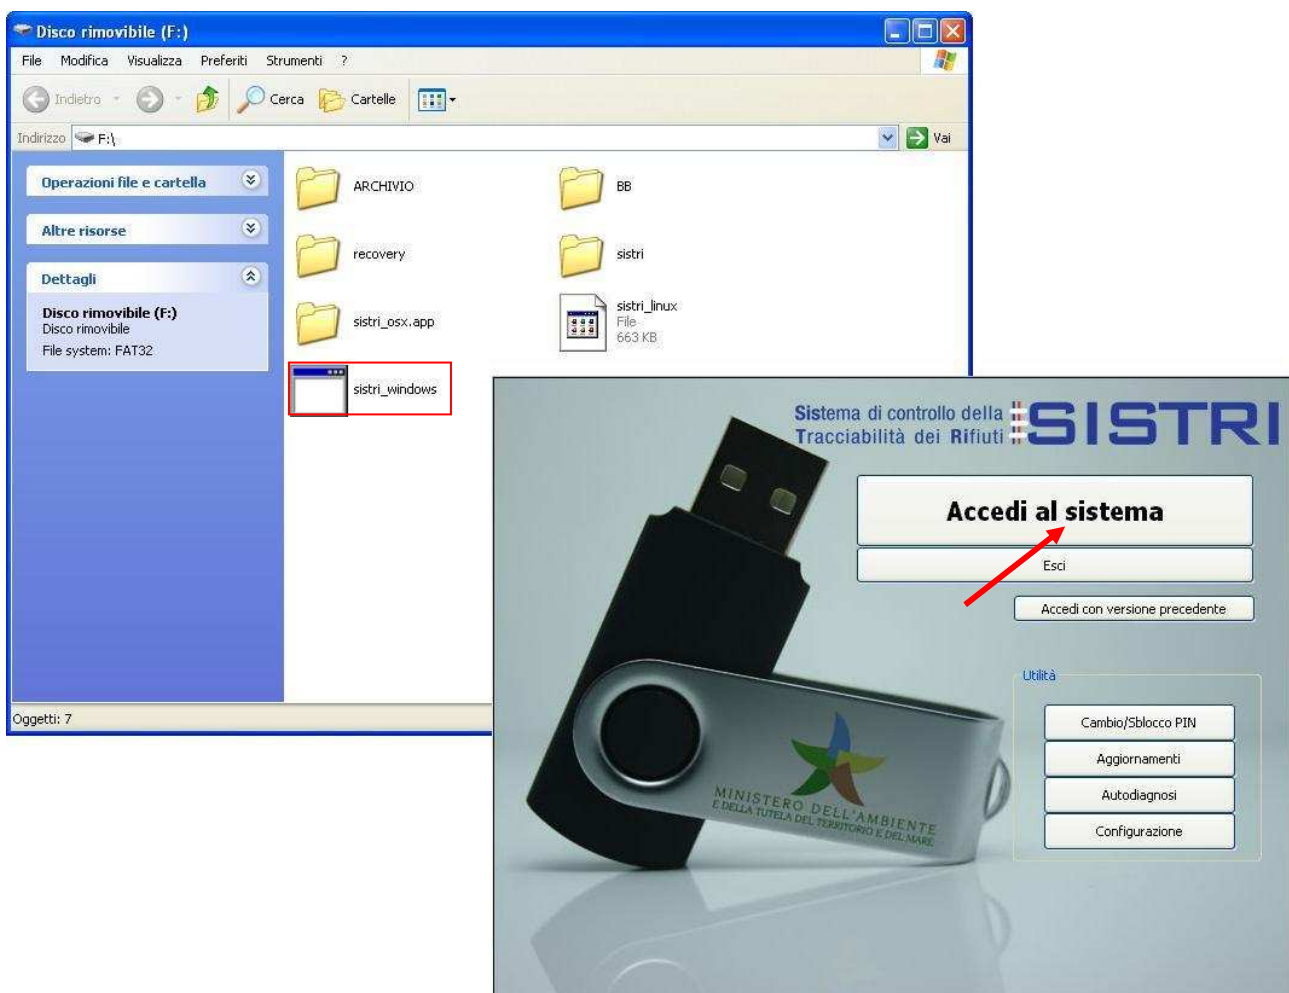 Disco rimovibile (F:)
File Modifica Visualizza Preferiti Strumenti ?
Indietro Cerca Cartelle
Indirizzo F:\ Vai
Operazioni file e cartella
Altre risorse
Dettagli
Disco rimovibile (F:)
Disco rimovibile
File system: FAT32
ARCHIVIO
BB
recovery
sistri
sistri_osx.app
sistri_linux
File
663 KB
sistri_windows
Oggetti: 7
Sistema di controllo della
Tracciabilità dei Rifiuti
SISTRI
Accedi al sistema
Esci
Accedi con versione precedente
Utilità
Cambio/Sblocco PIN
Aggiornamenti
Autodiagnosi
Configurazione
MINISTERO DELL'AMBIENTE
E DELLA TUTELA DEL TERRITORIO E DEL MARE